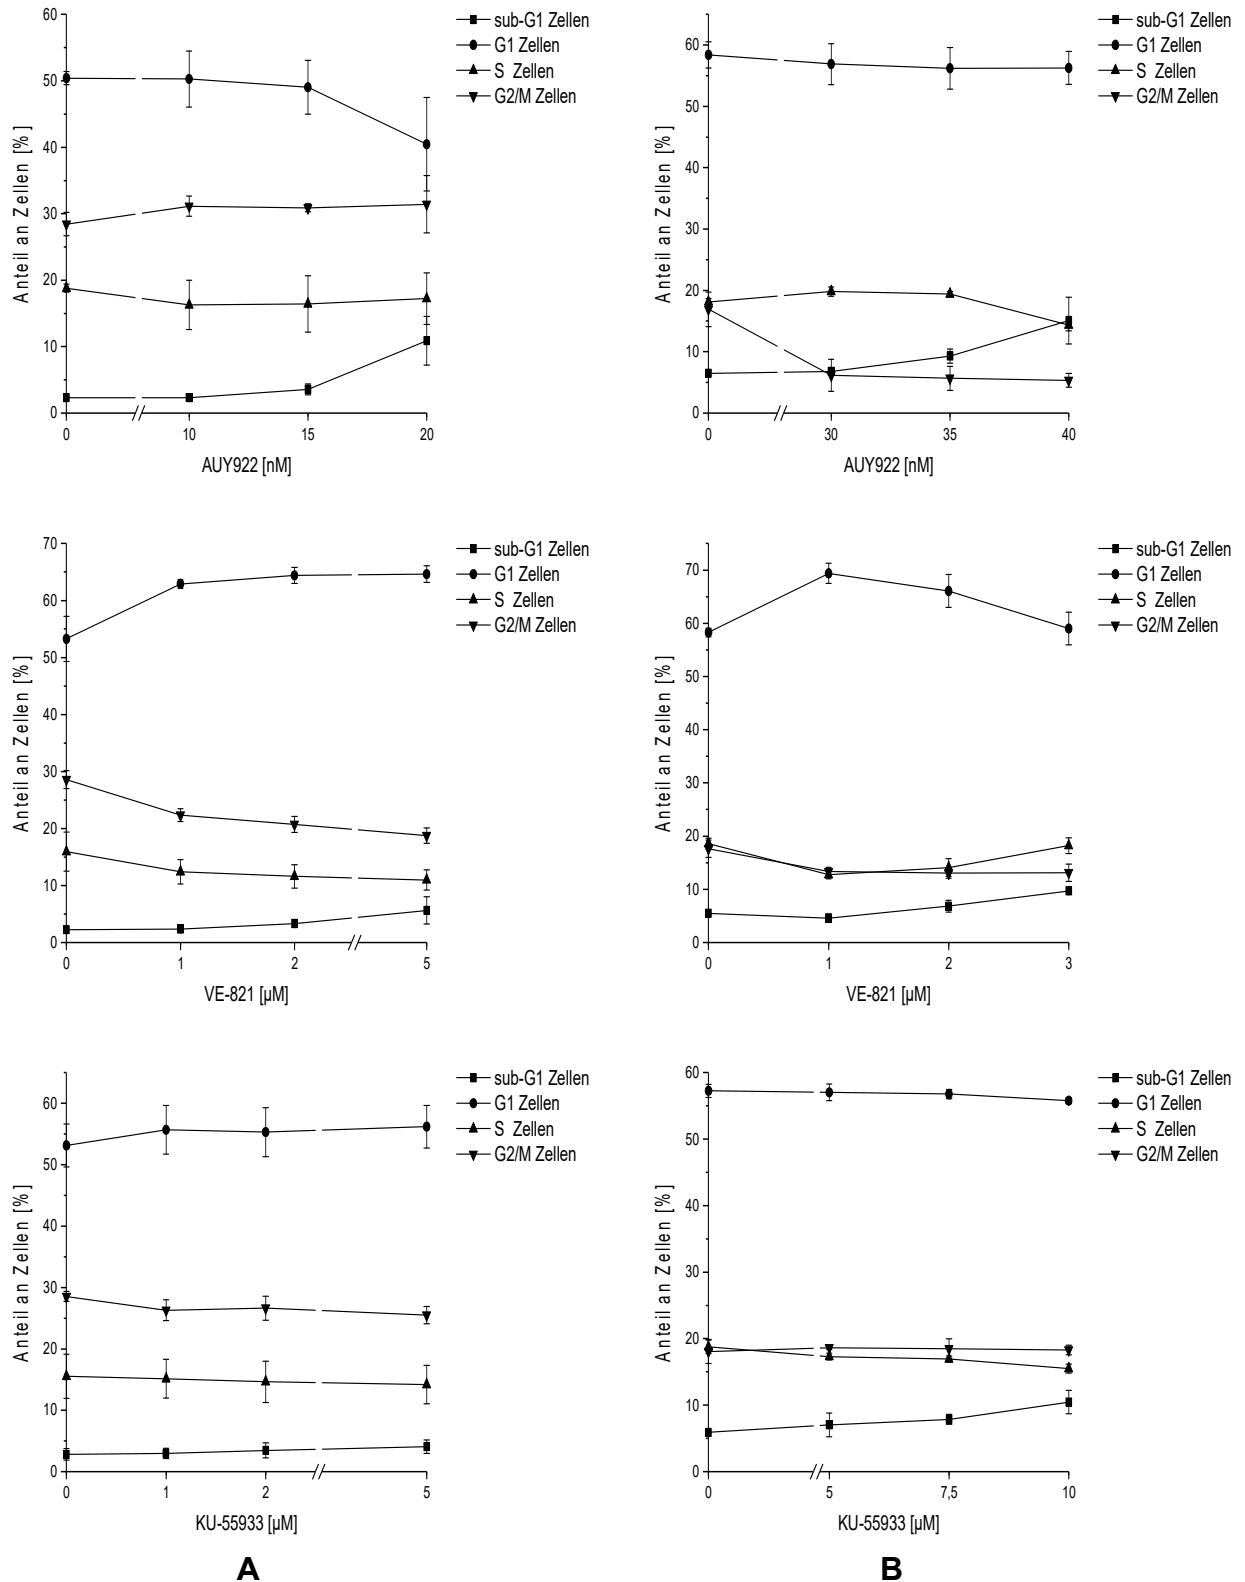 60
50
40
30
20
10
0
Anteil an Zellen [%]
0 10 15 20
AUY922 [nM]
sub-G1 Zellen
G1 Zellen
S Zellen
G2/M Zellen
60
50
40
30
20
10
0
Anteil an Zellen [%]
0 30 35 40
AUY922 [nM]
sub-G1 Zellen
G1 Zellen
S Zellen
G2/M Zellen
70
60
50
40
30
20
10
0
Anteil an Zellen [%]
0 1 2 5
VE-821 [µM]
sub-G1 Zellen
G1 Zellen
S Zellen
G2/M Zellen
70
60
50
40
30
20
10
0
Anteil an Zellen [%]
0 1 2 3
VE-821 [µM]
sub-G1 Zellen
G1 Zellen
S Zellen
G2/M Zellen
60
50
40
30
20
10
0
Anteil an Zellen [%]
0 1 2 5
KU-55933 [µM]
sub-G1 Zellen
G1 Zellen
S Zellen
G2/M Zellen
60
50
40
30
20
10
0
Anteil an Zellen [%]
0 5 7,5 10
KU-55933 [µM]
sub-G1 Zellen
G1 Zellen
S Zellen
G2/M Zellen
A
B